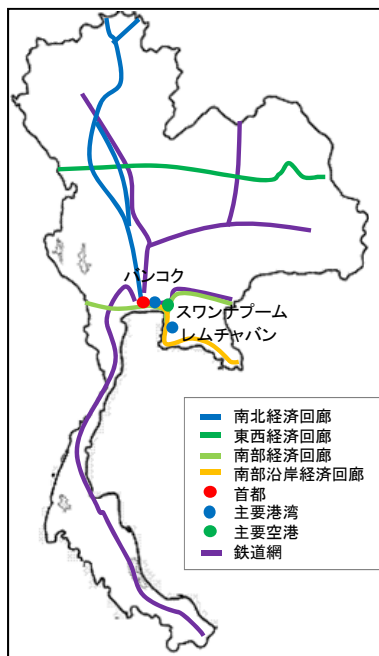 バンコク
スワンナプーム
レムチャバン
南北経済回廊
東西経済回廊
南部経済回廊
南部沿岸経済回廊
首都
主要港湾
主要空港
鉄道網